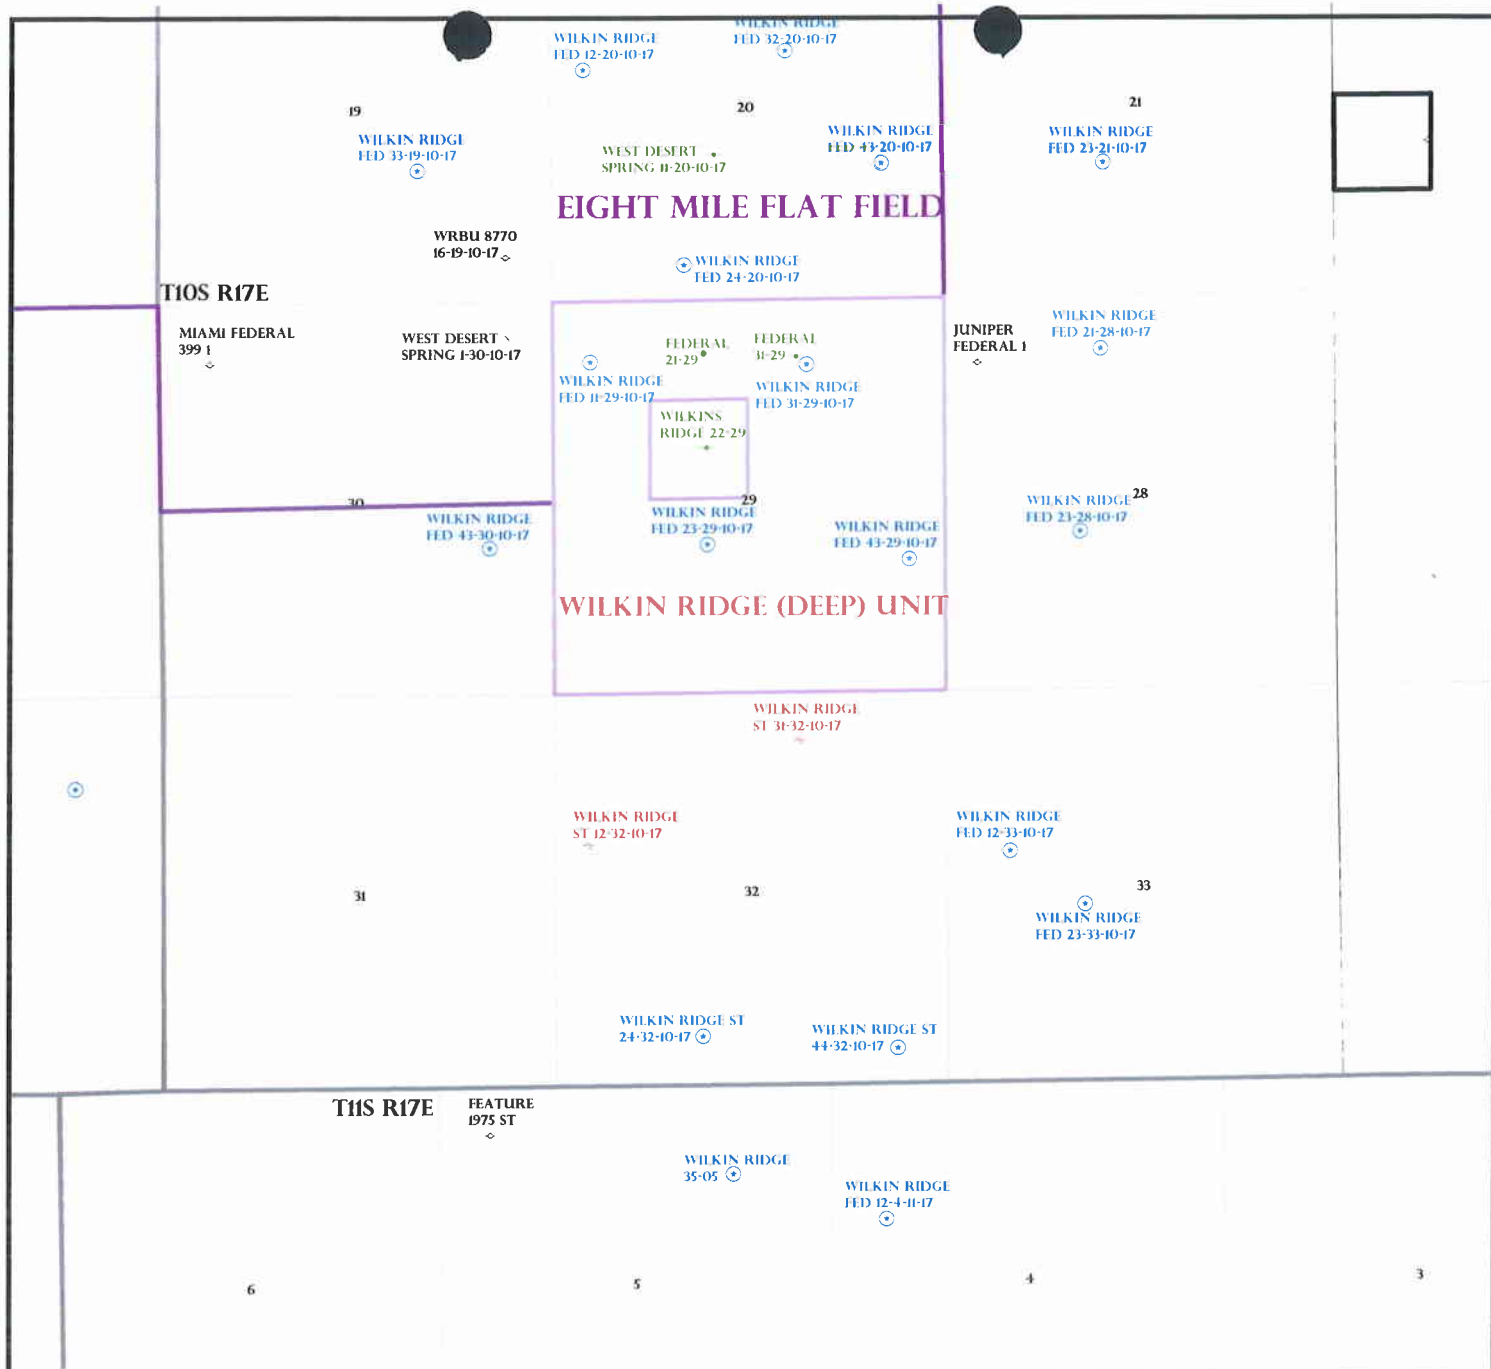 WILKIN RIDGE
FED 12-20-10-17
WILKIN RIDGE
FED 32-20-10-17
19
20
21
WILKIN RIDGE
FED 33-19-10-17
WEST DESERT
SPRING 11-20-10-17
WILKIN RIDGE
FED 43-20-10-17
WILKIN RIDGE
FED 23-21-10-17
EIGHT MILE FLAT FIELD
WRBU 8770
16-19-10-17
WILKIN RIDGE
FED 24-20-10-17
T10S R17E
MIAMI FEDERAL
399 1
WEST DESERT
SPRING 1-30-10-17
FEDERAL
21-29
FEDERAL
31-29
JUNIPER
FEDERAL 1
WILKIN RIDGE
FED 21-28-10-17
WILKIN RIDGE
FED 11-29-10-17
WILKIN RIDGE
FED 31-29-10-17
WILKINS
RIDGE 22-29
30
29
28
WILKIN RIDGE
FED 43-30-10-17
WILKIN RIDGE
FED 23-29-10-17
WILKIN RIDGE
FED 43-29-10-17
WILKIN RIDGE
FED 23-28-10-17
WILKIN RIDGE (DEEP) UNIT
WILKIN RIDGE
ST 31-32-10-17
WILKIN RIDGE
ST 12-32-10-17
WILKIN RIDGE
FED 12-33-10-17
31
32
33
WILKIN RIDGE
FED 23-33-10-17
WILKIN RIDGE ST
24-32-10-17
WILKIN RIDGE ST
44-32-10-17
T11S R17E
FEATURE
1975 ST
WILKIN RIDGE
35-05
WILKIN RIDGE
FED 12-4-11-17
6
5
4
3